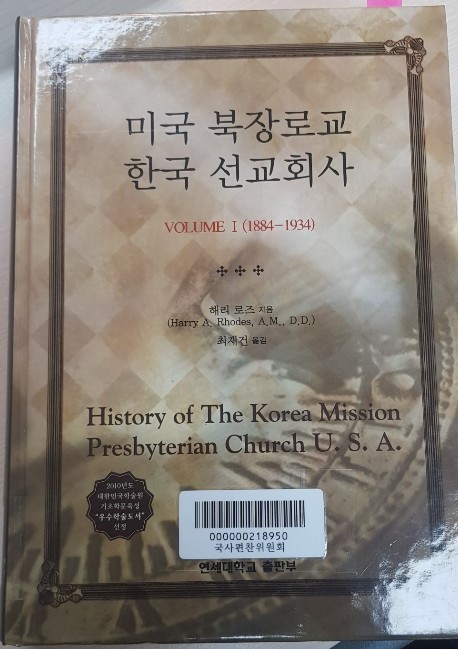 미국 북장로교
한국 선교회사
VOLUME I (1884-1934)
해리 로즈 지음
(Harry A. Rhodes, A.M., D.D.)
최재건 옮김
History of The Korea Mission
Presbyterian Church U. S. A.
2010년도
대한민국학술원
기초학문육성
"우수학술도서"
선정
000000218950
국사편찬위원회
연세대학교 출판부